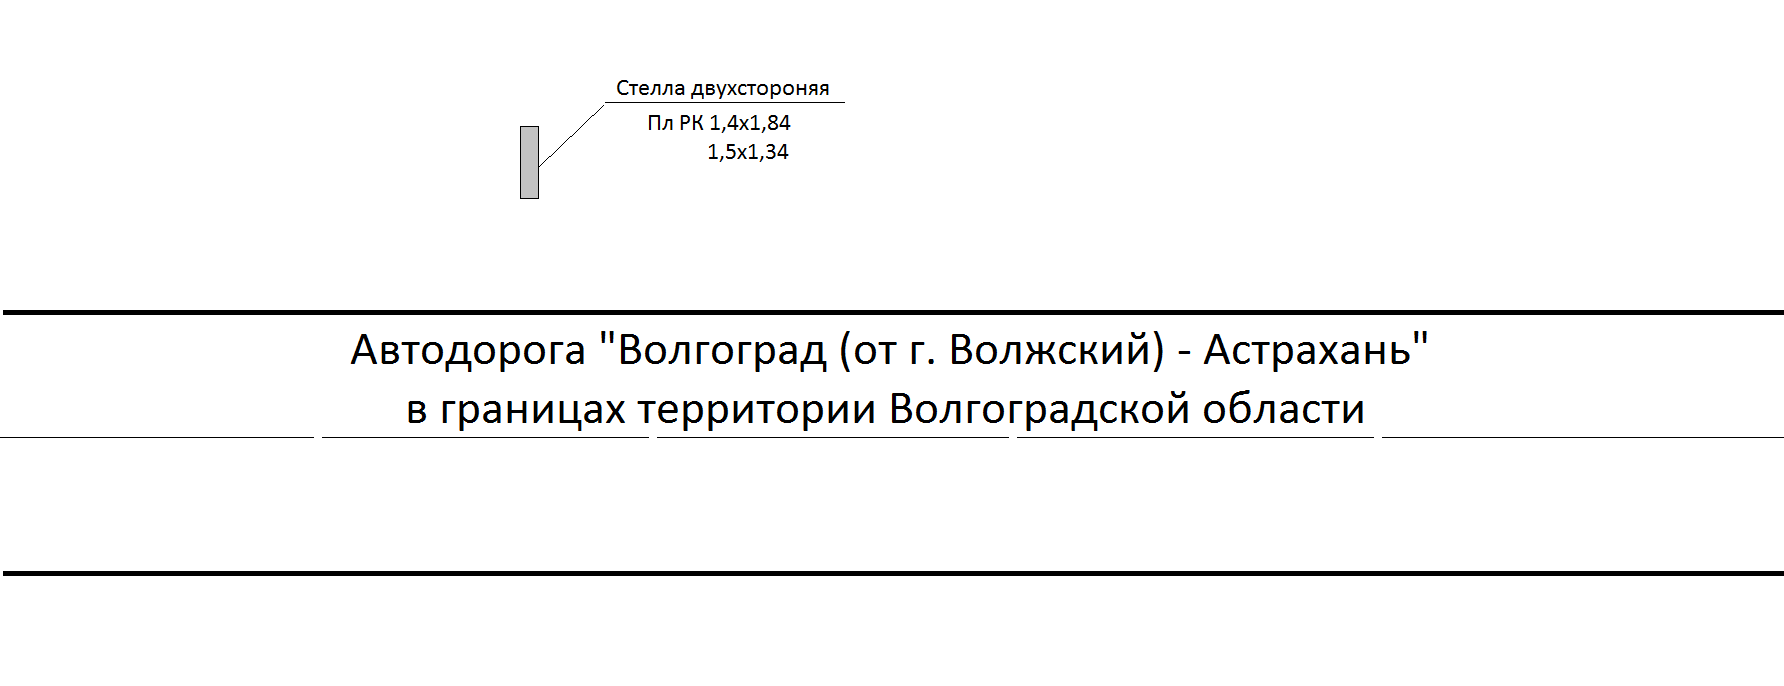 Стелла двухстороняя
Пл РК 1,4х1,84
1,5х1,34
Автодорога "Волгоград (от г. Волжский) - Астрахань"
в границах территории Волгоградской области